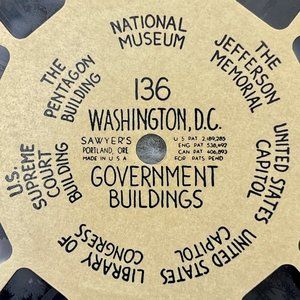 NATIONAL
MUSEUM
THE
JEFFERSON
MEMORIAL
UNITED STATES
CAPITOL
UNITED STATES
CAPITOL
LIBRARY OF
CONGRESS
U.S.
SUPREME
COURT
BUILDING
THE
PENTAGON
BUILDING
136
WASHINGTON, D.C.
SAWYER'S
PORTLAND, ORE.
MADE IN U.S.A.
U S PAT. 2,189,285
ENG PAT 538,492
CAN PAT 406,893
FOR. PATS PEND
GOVERNMENT
BUILDINGS